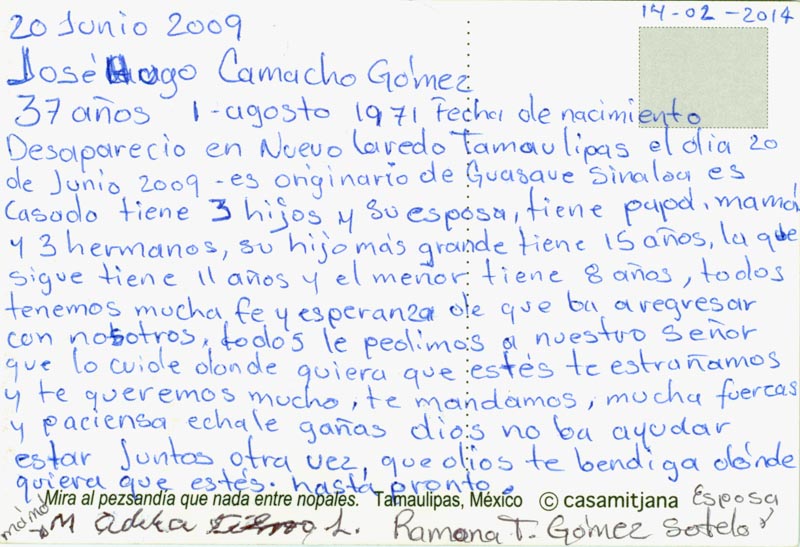 14-02-2014
20 Junio 2009
José Hugo Camacho Gómez
37 años 1-agosto 1971 Fecha de nacimiento
Desaparecio en Nuevo Laredo Tamaulipas el dia 20
de Junio 2009 - es originario de Guasave Sinaloa es
Casado tiene 3 hijos y su esposa, tiene papá, mamá
y 3 hermanos, su hijo más grande tiene 15 años, la que
sigue tiene 11 años y el menor tiene 8 años, todos
tenemos mucha fe y esperanza de que ba a regresar
con nosotros, todos le pedimos a nuestro señor
que lo cuide donde quiera que estés te estrañamos
y te queremos mucho, te mandamos, mucha fuercas
y paciensa echale gañas dios no ba ayudar
estar Juntos otra vez, que dios te bendiga dónde
quiera que estés. hasta pronto.
Mira al pezsandía que nada entre nopales. Tamaulipas, México © casamitjana
Esposa
mamá
M L. Ramona T. Gómez Sotelo